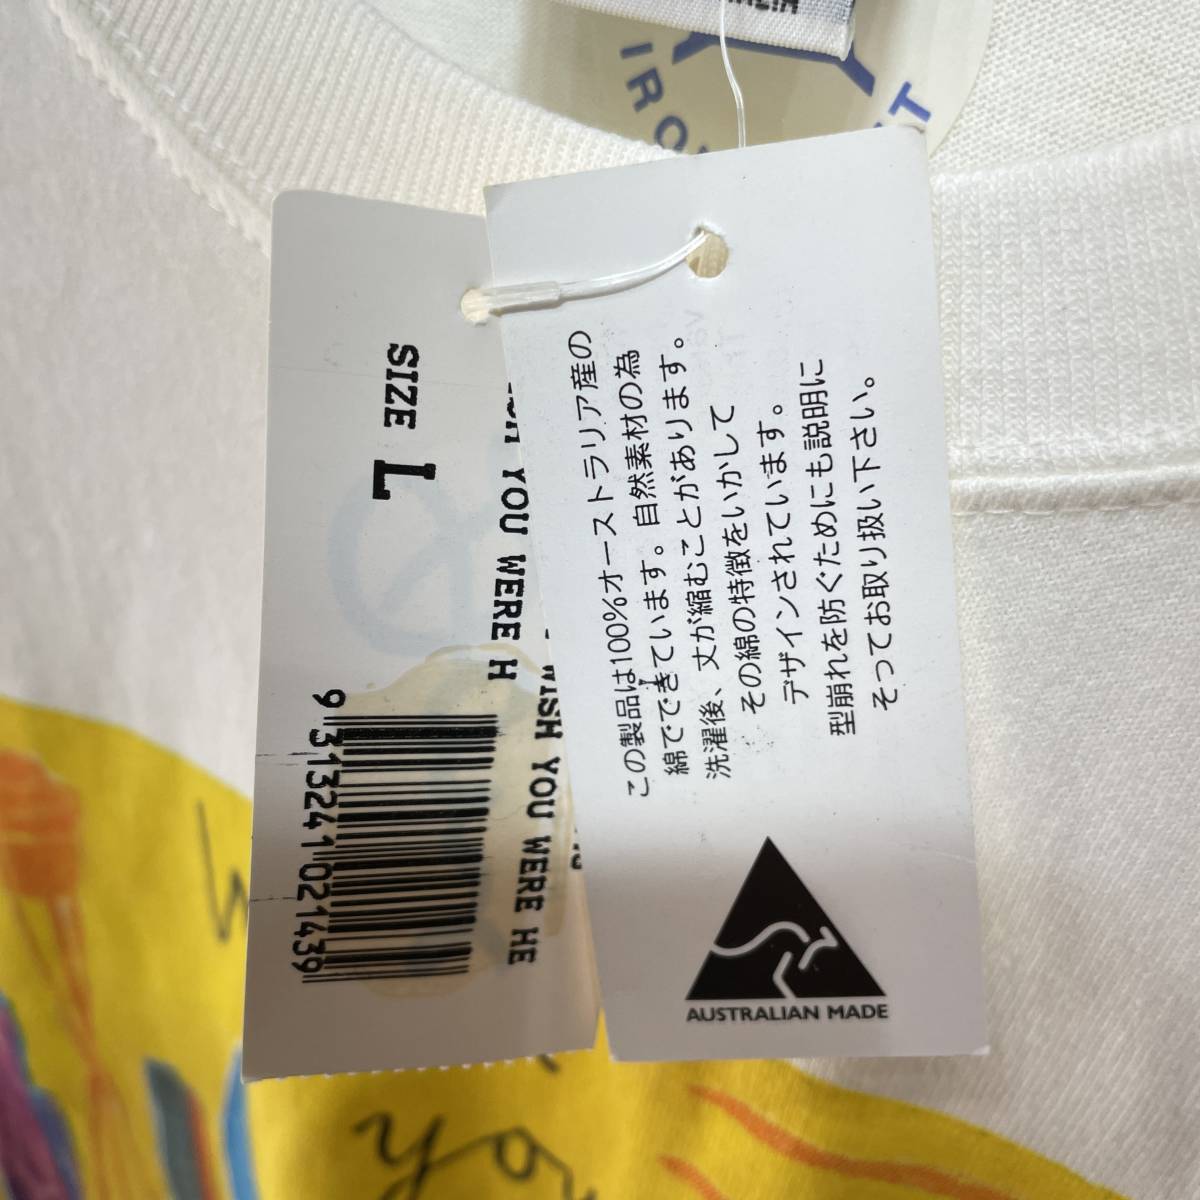 SIZE
L
YOU WERE H
WISH YOU WERE HE
9 313241 021439
この製品は100%オーストラリア産の
綿でできています。自然素材の為
洗濯後、丈が縮むことがあります。
その綿の特徴をいかして
デザインされています。
型崩れを防ぐためにも説明に
そってお取り扱い下さい。
AUSTRALIAN MADE